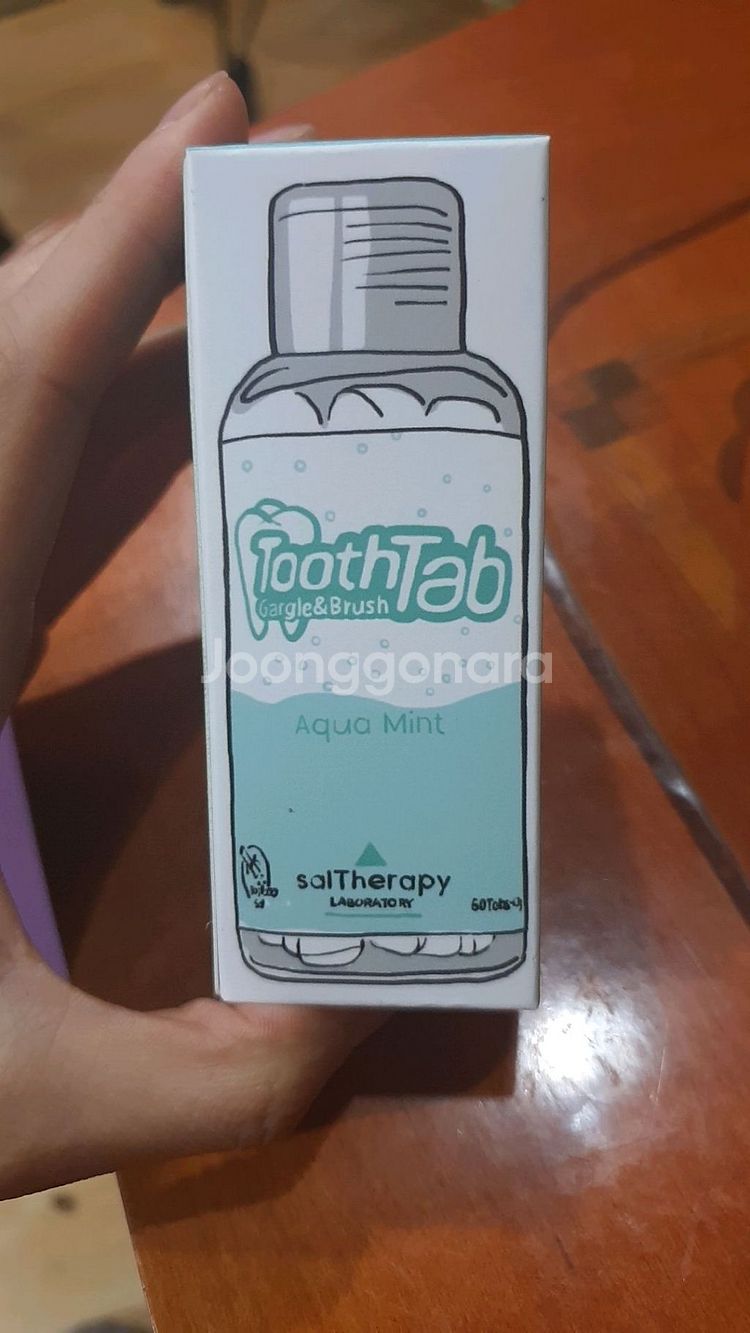 ToothTab
Gargle&Brush
Joonggonara
Aqua Mint
salTherapy
LABORATORY